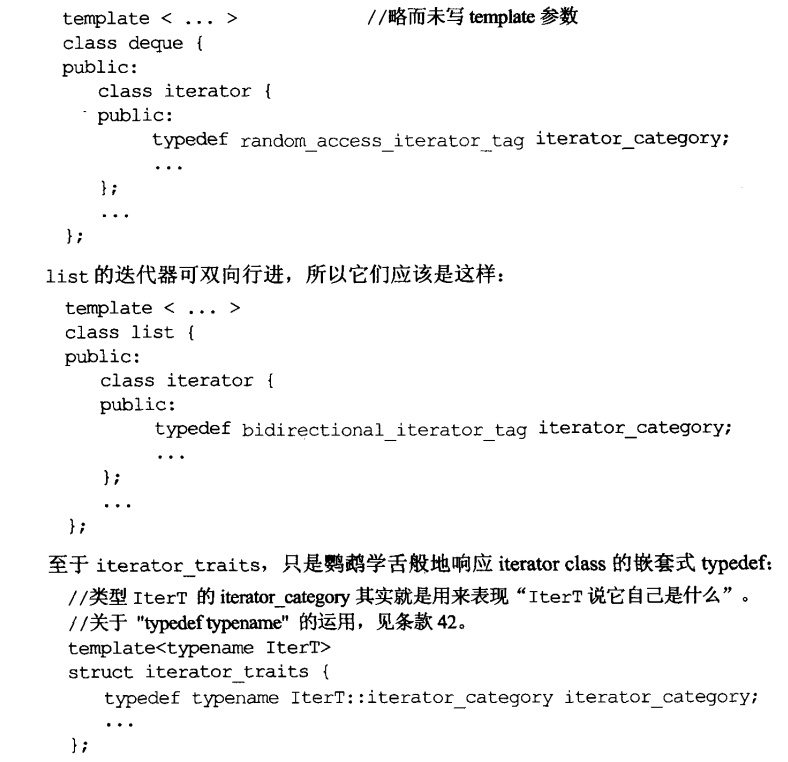 template < ... > //略而未写 template 参数
class deque {
public:
class iterator {
public:
typedef random_access_iterator_tag iterator_category;
...
};
...
};
list 的迭代器可双向行进，所以它们应该是这样：
template < ... >
class list {
public:
class iterator {
public:
typedef bidirectional_iterator_tag iterator_category;
...
};
...
};
至于 iterator_traits，只是鹦鹉学舌般地响应 iterator class 的嵌套式 typedef：
//类型 IterT 的 iterator_category 其实就是用来表现“IterT 说它自己是什么”。
//关于 "typedef typename" 的运用，见条款 42。
template<typename IterT>
struct iterator_traits {
typedef typename IterT::iterator_category iterator_category;
...
};